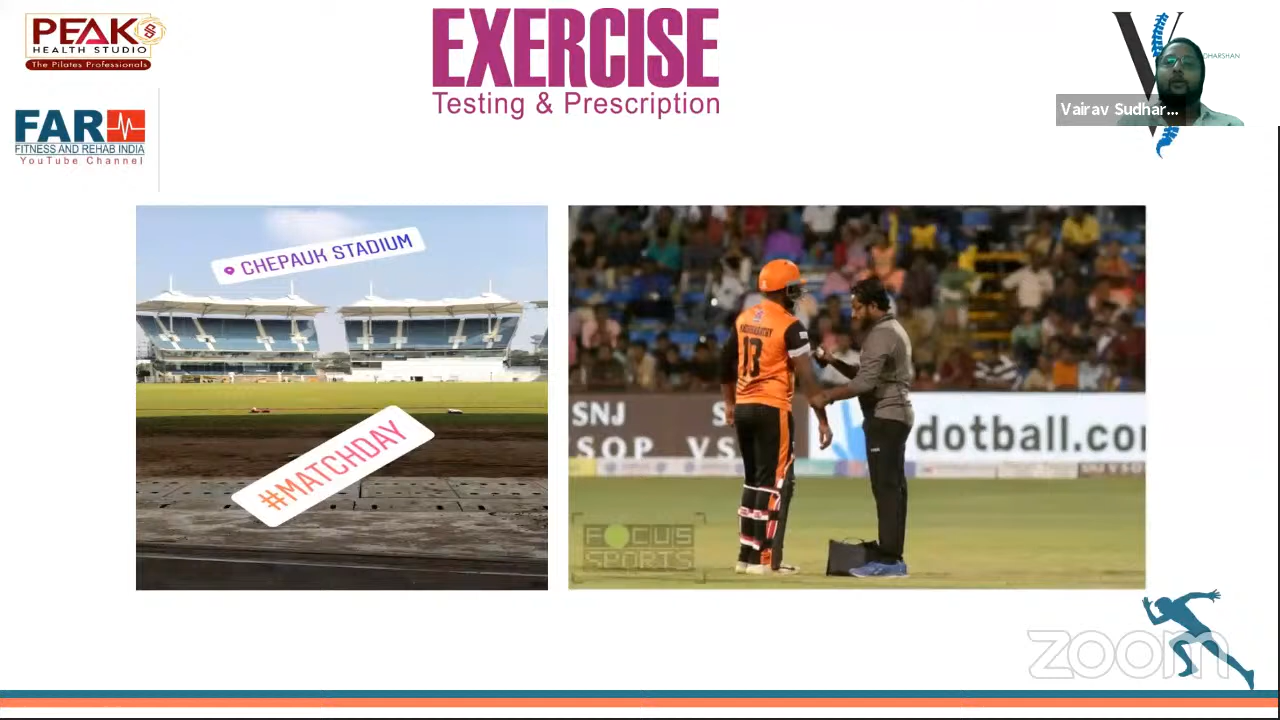 PEAK
HEALTH STUDIO
The Pilates Professionals
EXERCISE
Testing & Prescription
Vairav Sudhar...
FAR
FITNESS AND REHAB INDIA
YouTube Channel
CHEPAUK STADIUM
#MATCHDAY
13
SNJ
VSOP
dotball.co
FOCUS
SPORTS
zoom